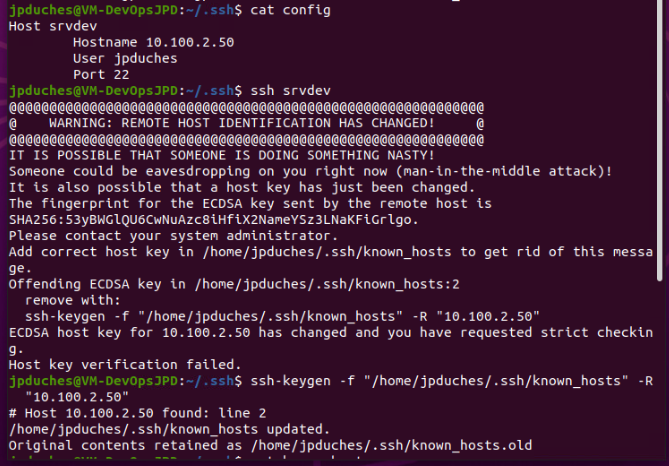 jpduches@VM-DevOpsJPD:~/.ssh$ cat config
Host srvdev
        Hostname 10.100.2.50
        User jpduches
        Port 22
jpduches@VM-DevOpsJPD:~/.ssh$ ssh srvdev
@@@@@@@@@@@@@@@@@@@@@@@@@@@@@@@@@@@@@@@@@@@@@@@@@@@@@@@@@@@
@    WARNING: REMOTE HOST IDENTIFICATION HAS CHANGED!     @
@@@@@@@@@@@@@@@@@@@@@@@@@@@@@@@@@@@@@@@@@@@@@@@@@@@@@@@@@@@
IT IS POSSIBLE THAT SOMEONE IS DOING SOMETHING NASTY!
Someone could be eavesdropping on you right now (man-in-the-middle attack)!
It is also possible that a host key has just been changed.
The fingerprint for the ECDSA key sent by the remote host is
SHA256:53yBWGlQU6CwNuAzc8iHfiX2NameYSz3LNaKFiGrlgo.
Please contact your system administrator.
Add correct host key in /home/jpduches/.ssh/known_hosts to get rid of this messa
ge.
Offending ECDSA key in /home/jpduches/.ssh/known_hosts:2
  remove with:
  ssh-keygen -f "/home/jpduches/.ssh/known_hosts" -R "10.100.2.50"
ECDSA host key for 10.100.2.50 has changed and you have requested strict checkin
g.
Host key verification failed.
jpduches@VM-DevOpsJPD:~/.ssh$ ssh-keygen -f "/home/jpduches/.ssh/known_hosts" -R
  "10.100.2.50"
# Host 10.100.2.50 found: line 2
/home/jpduches/.ssh/known_hosts updated.
Original contents retained as /home/jpduches/.ssh/known_hosts.old